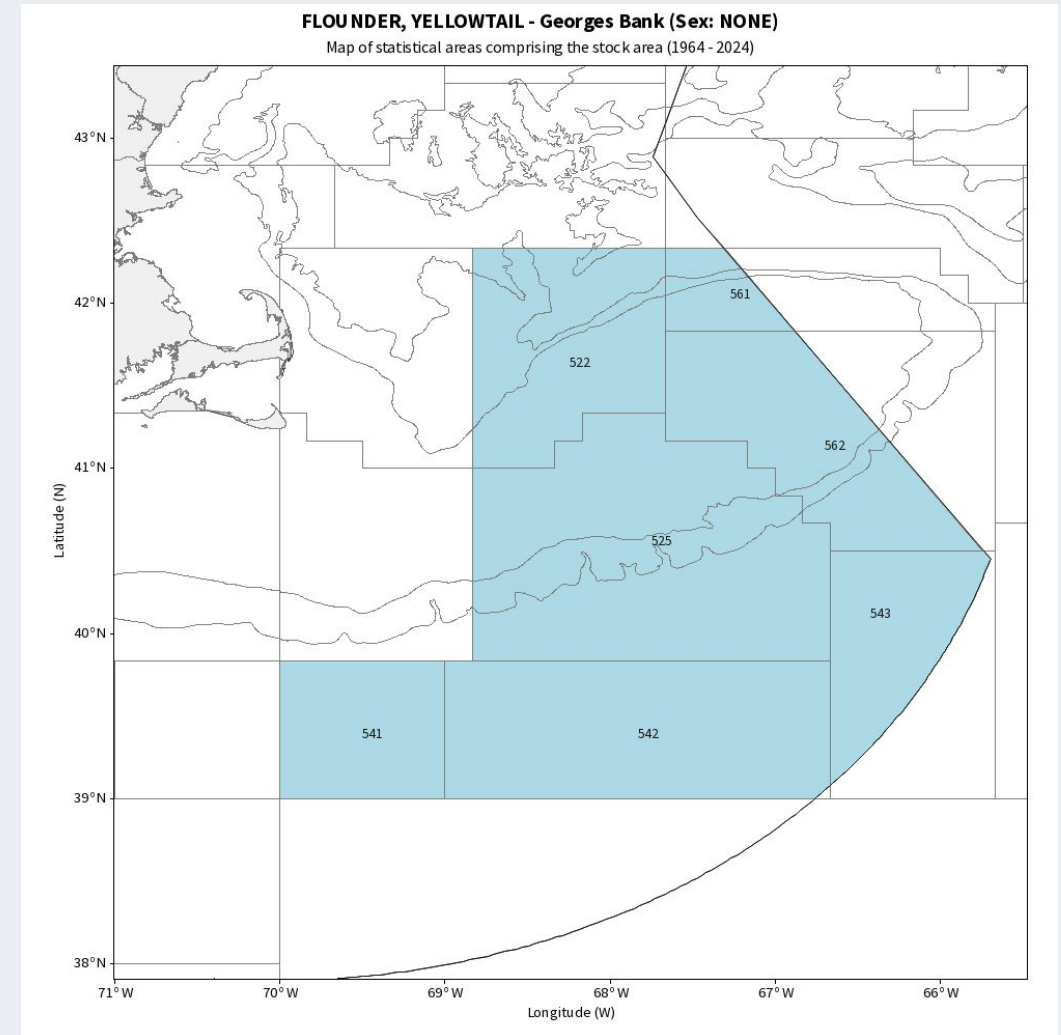 FLOUNDER, YELLOWTAIL - Georges Bank (Sex: NONE)
Map of statistical areas comprising the stock area (1964 - 2024)
43°N
42°N
561
522
562
41°N
525
543
40°N
541
542
39°N
38°N
71°W
70°W
69°W
68°W
67°W
66°W
Latitude (N)
Longitude (W)